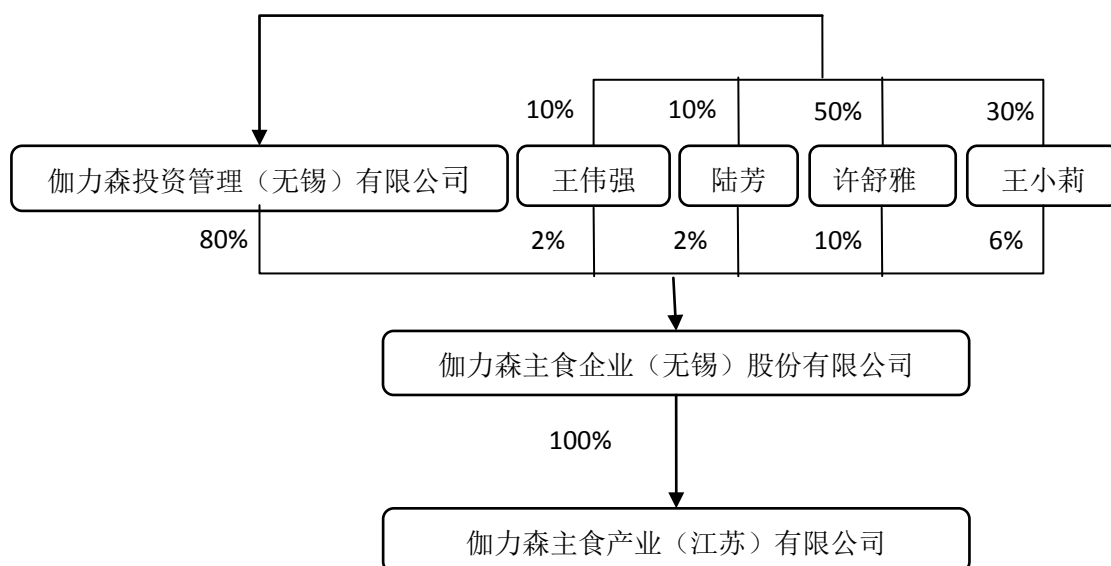 10%
10%
50%
30%
伽力森投资管理（无锡）有限公司
王伟强
陆芳
许舒雅
王小莉
80%
2%
2%
10%
6%
伽力森主食企业（无锡）股份有限公司
100%
伽力森主食产业（江苏）有限公司